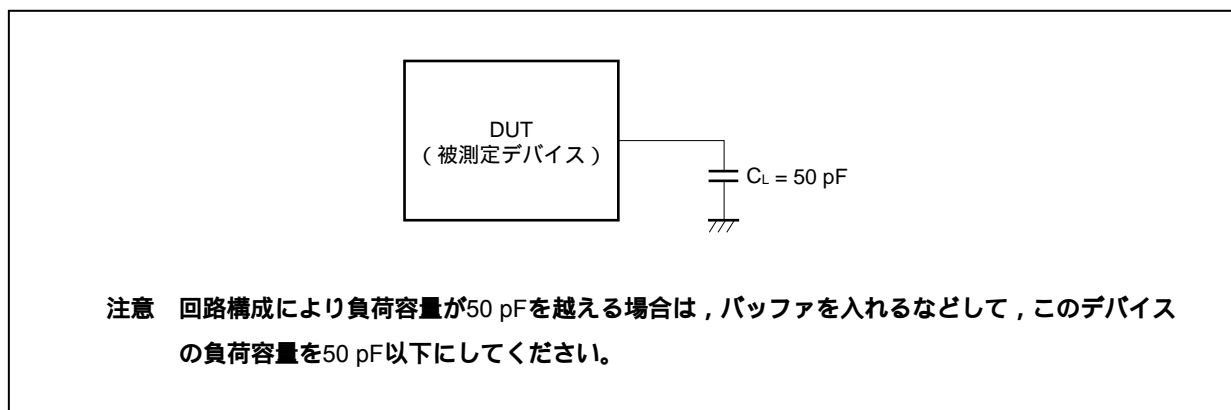 DUT
（被測定デバイス）
CL = 50 pF
注意　回路構成により負荷容量が50 pFを越える場合は，バッファを入れるなどして，このデバイス
の負荷容量を50 pF以下にしてください。